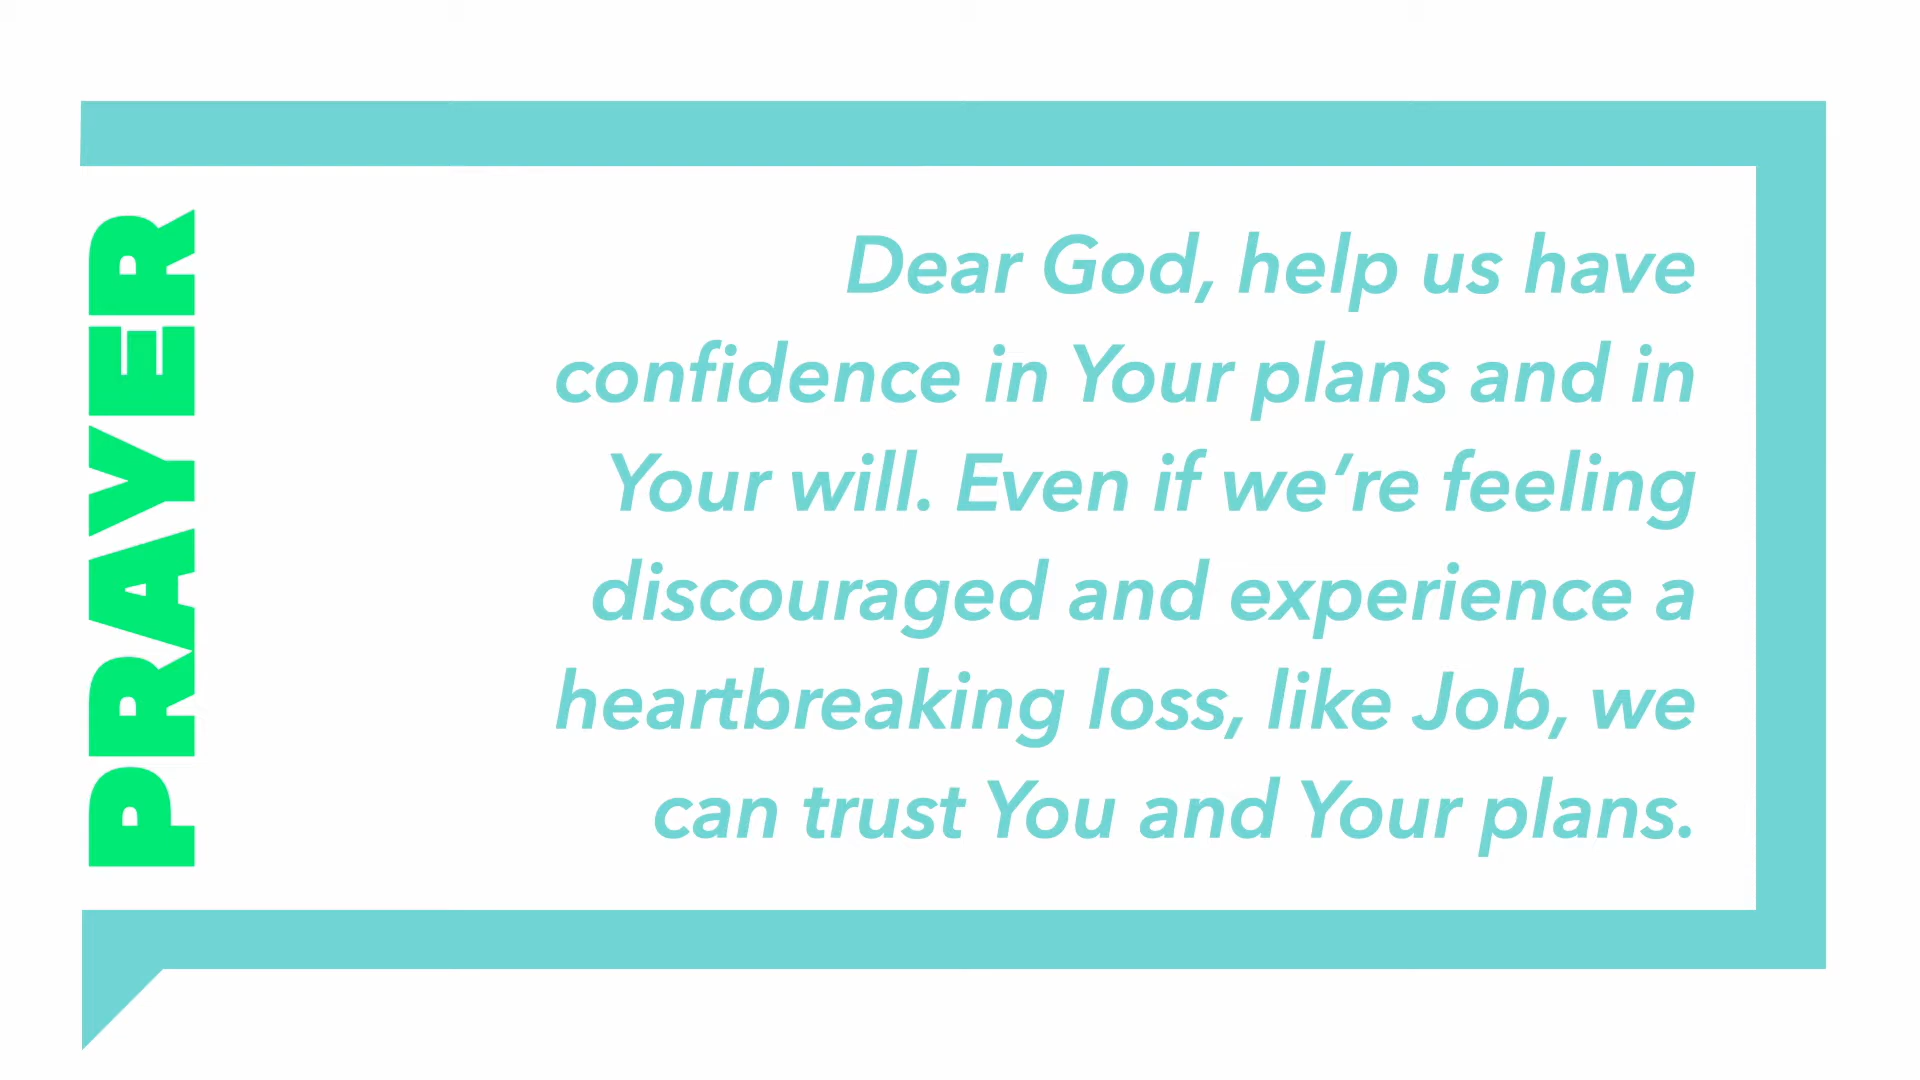 PRAYER
Dear God, help us have
confidence in Your plans and in
Your will. Even if we’re feeling
discouraged and experience a
heartbreaking loss, like Job, we
can trust You and Your plans.